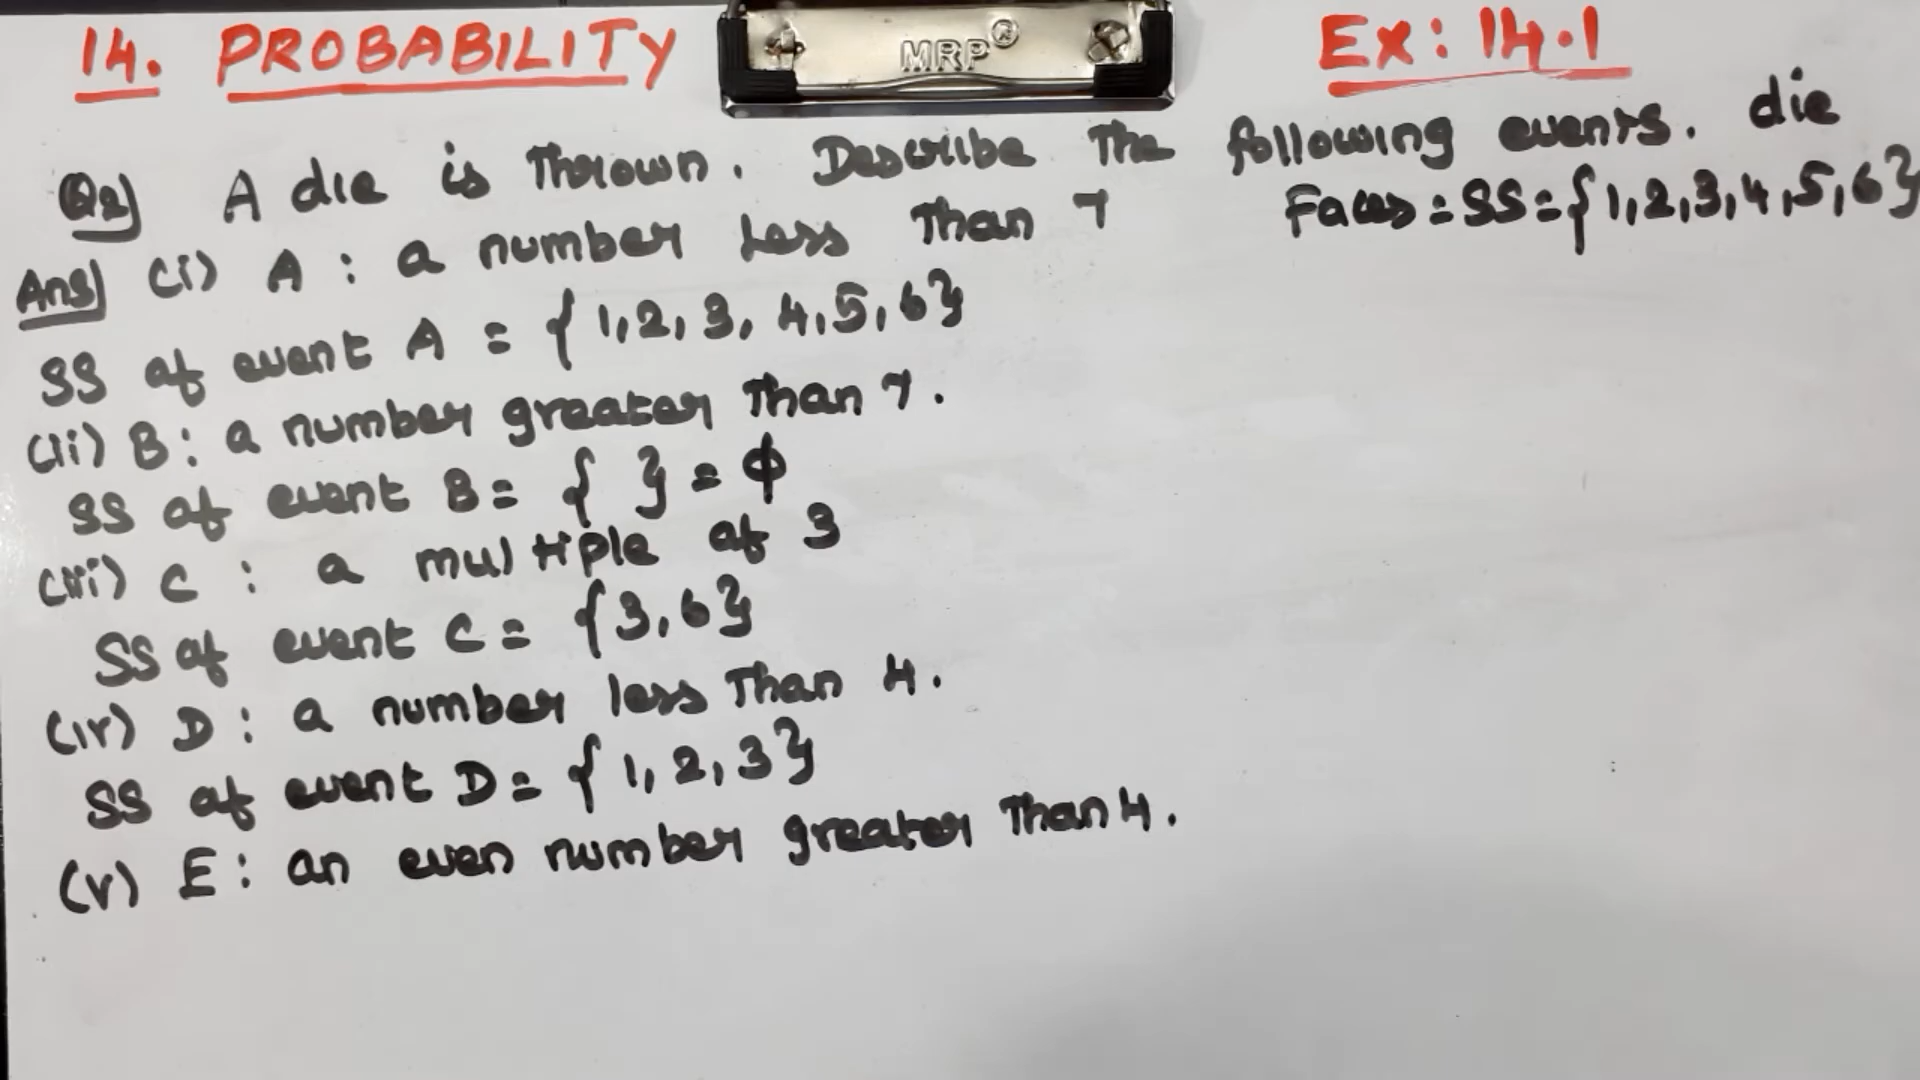 14. PROBABILITY
MRP®
Ex: 14.1
Q2) A die is Thrown. Describe The following events. die
Faces = SS = {1,2,3,4,5,6}
Ans) (i) A : a number Less Than 7
SS of event A = {1,2,3,4,5,6}
(ii) B: a number greater Than 7.
SS of event B = { } = ϕ
(iii) C : a multiple of 3
SS of event C = {3,6}
(iv) D : a number less Than 4.
SS of event D = {1,2,3}
(v) E : an even number greater Than 4.